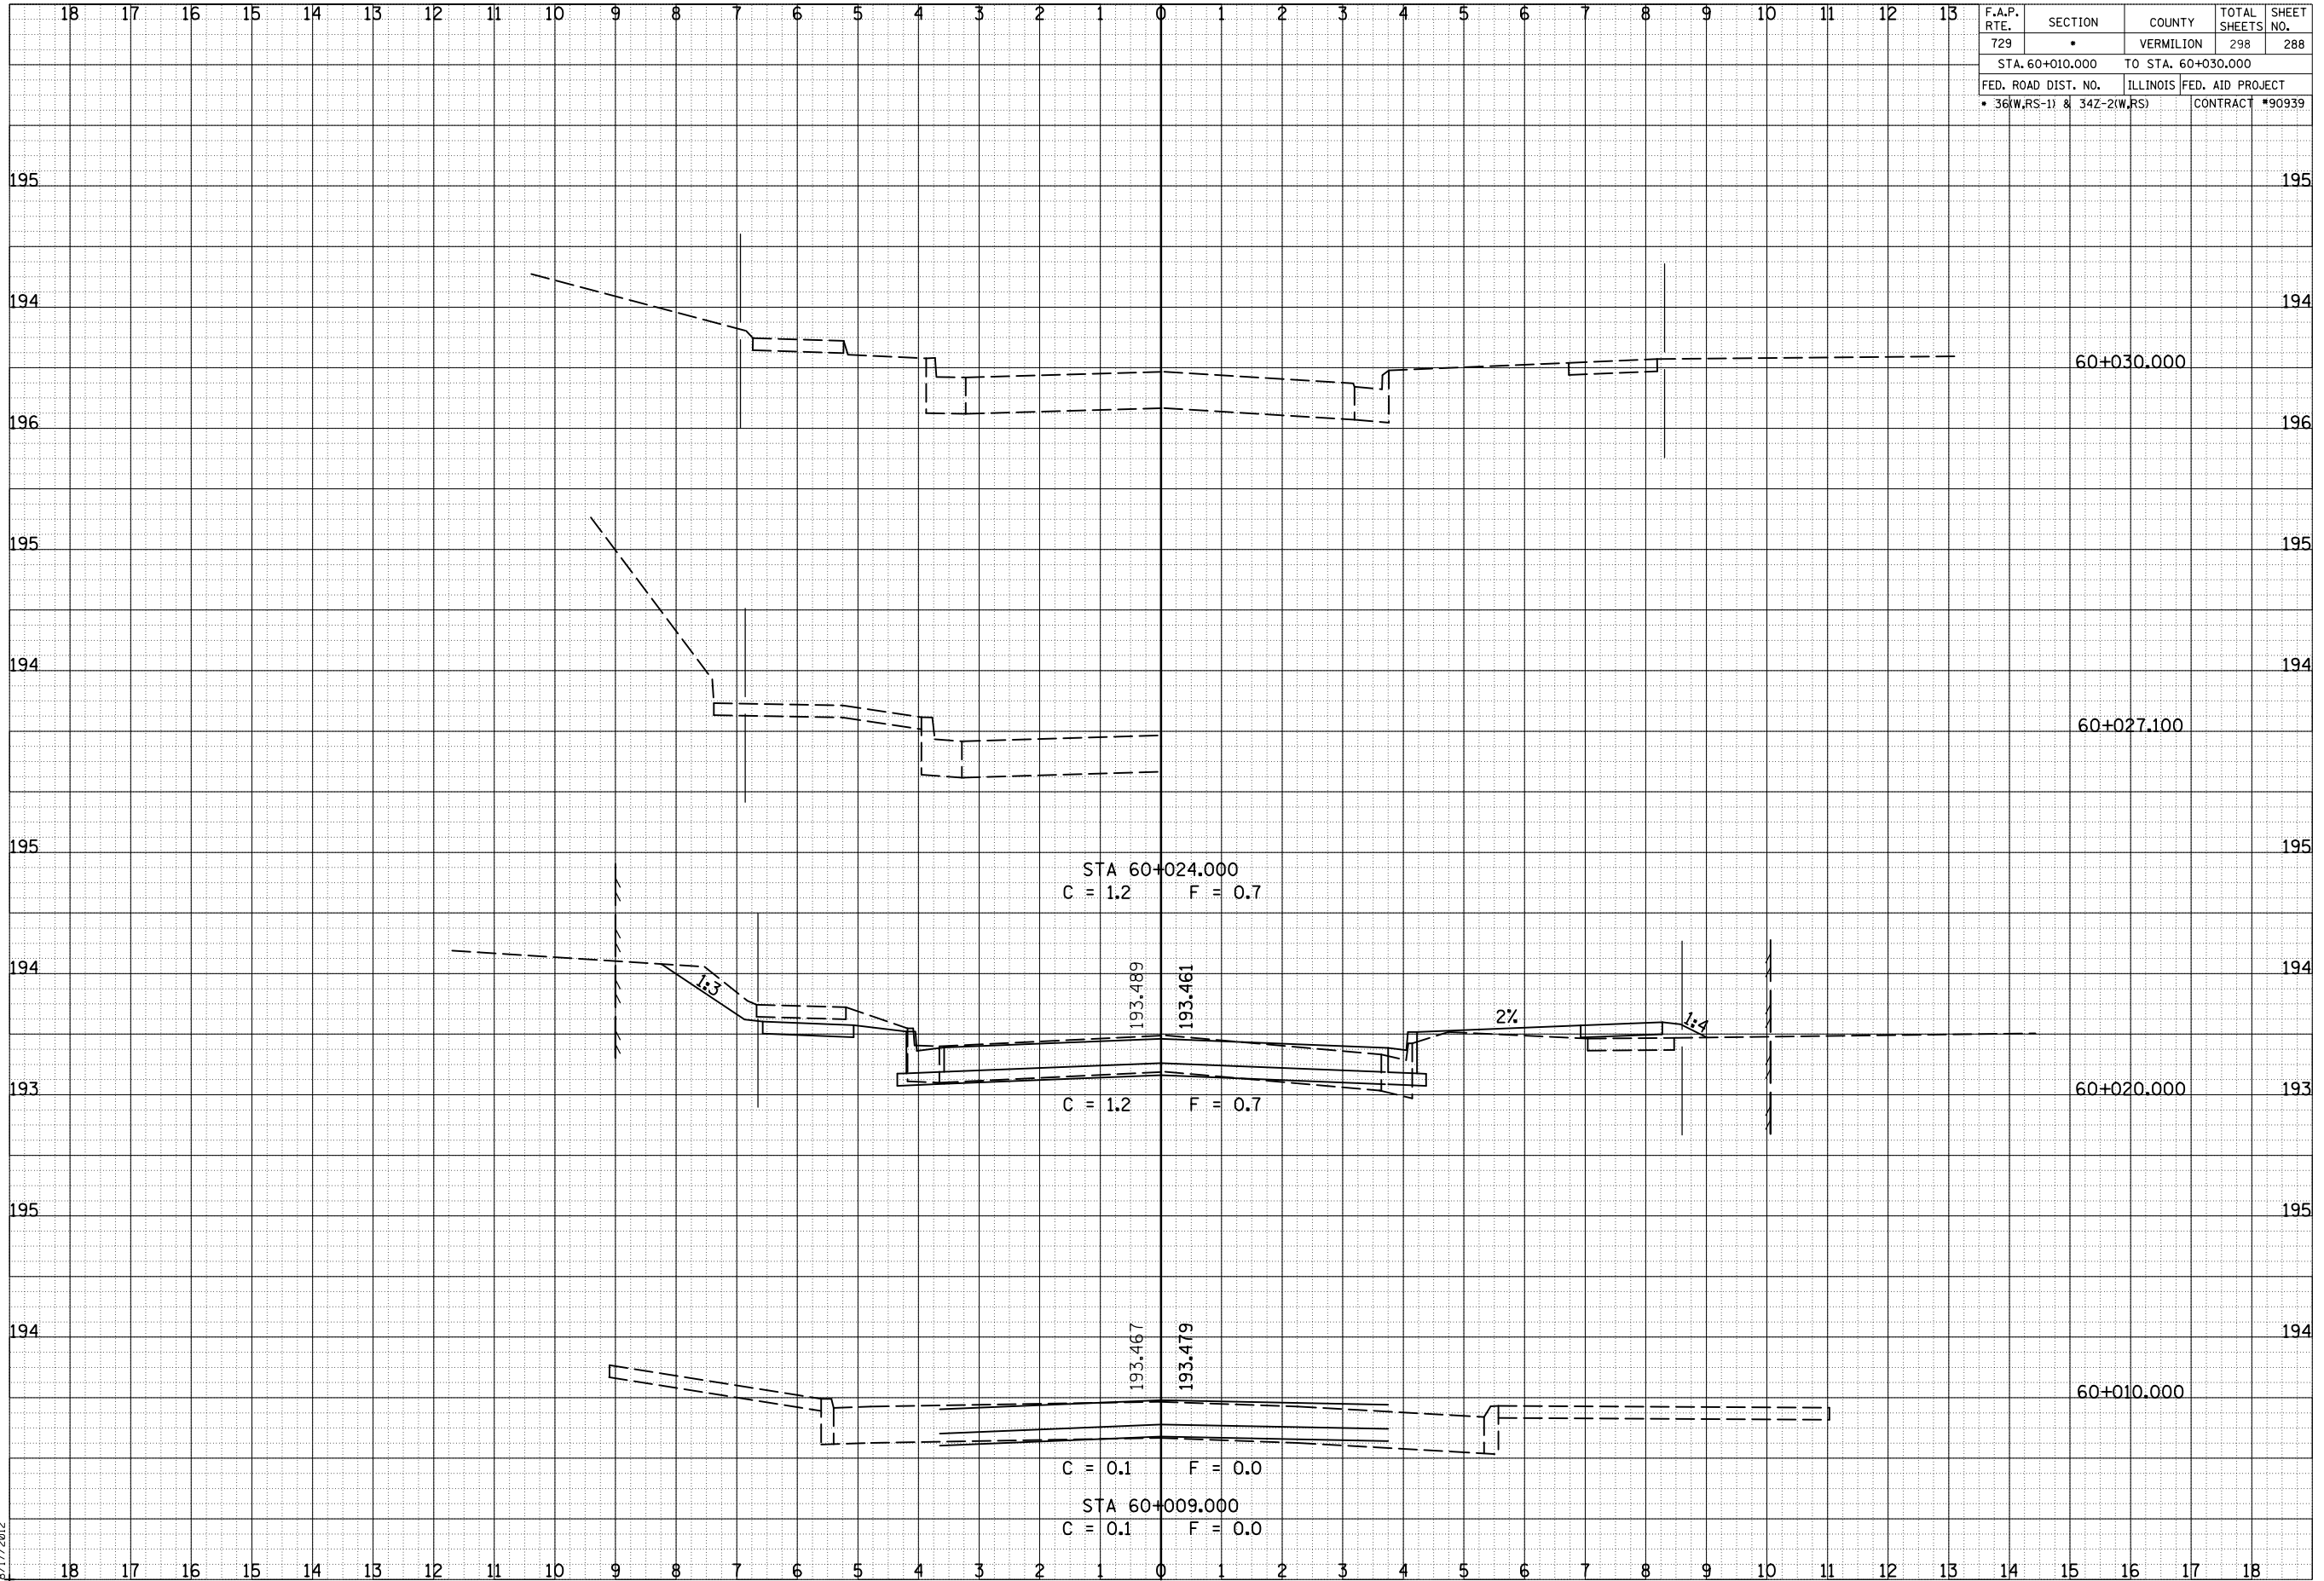 18 17 16 15 14 13 12 11 10 9 8 7 6 5 4 3 2 1 0 1 2 3 4 5 6 7 8 9 10 11 12 13
F.A.P. RTE. SECTION COUNTY TOTAL SHEETS SHEET NO.
729 * VERMILION 298 288
STA. 60+010.000 TO STA. 60+030.000
FED. ROAD DIST. NO. ILLINOIS FED. AID PROJECT
* 36(W,RS-1) & 34Z-2(W,RS) CONTRACT #90939
195 195
194 194
60+030.000
196 196
195 195
194 194
60+027.100
195 195
STA 60+024.000
C = 1.2 F = 0.7
194 194
1:3
193.489
193.461
2%
1:4
193 60+020.000 193
C = 1.2 F = 0.7
195 195
194 194
193.467
193.479
60+010.000
C = 0.1 F = 0.0
STA 60+009.000
C = 0.1 F = 0.0
18 17 16 15 14 13 12 11 10 9 8 7 6 5 4 3 2 1 0 1 2 3 4 5 6 7 8 9 10 11 12 13 14 15 16 17 18